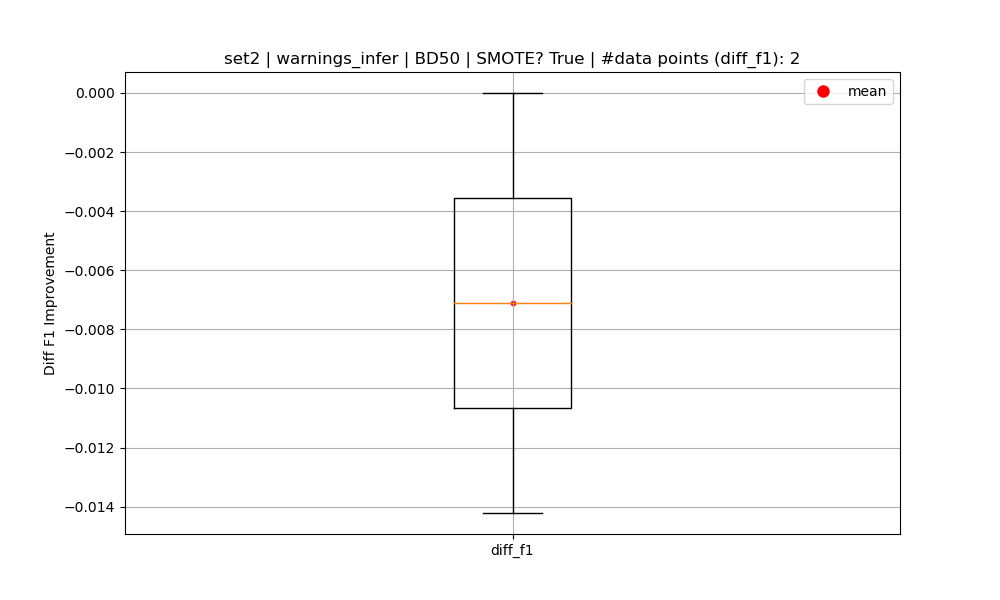 set2 | warnings_infer | BD50 | SMOTE? True | #data points (diff_f1): 2
mean
0.000
−0.002
−0.004
−0.006
−0.008
−0.010
−0.012
−0.014
Diff F1 Improvement
diff_f1